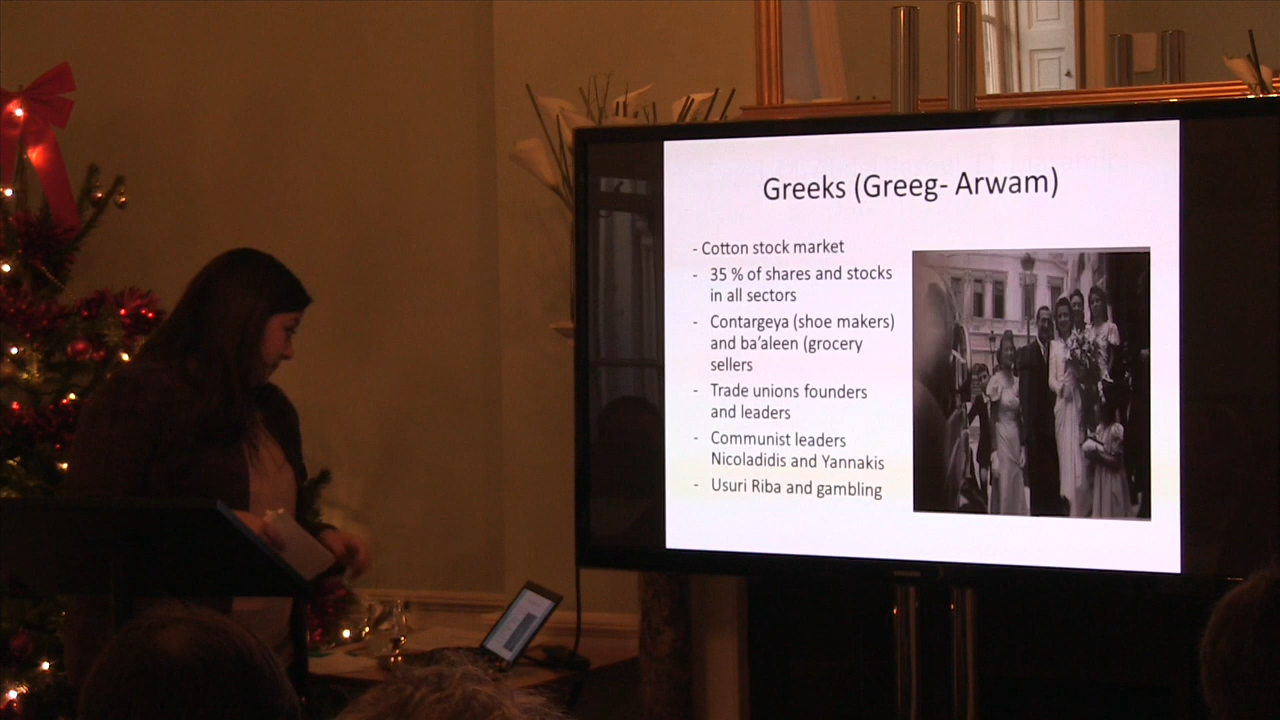 Greeks (Greeg- Arwam)
- Cotton stock market
- 35 % of shares and stocks
in all sectors
- Contargeya (shoe makers)
and ba'aleen (grocery
sellers
- Trade unions founders
and leaders
- Communist leaders
Nicoladidis and Yannakis
- Usuri Riba and gambling